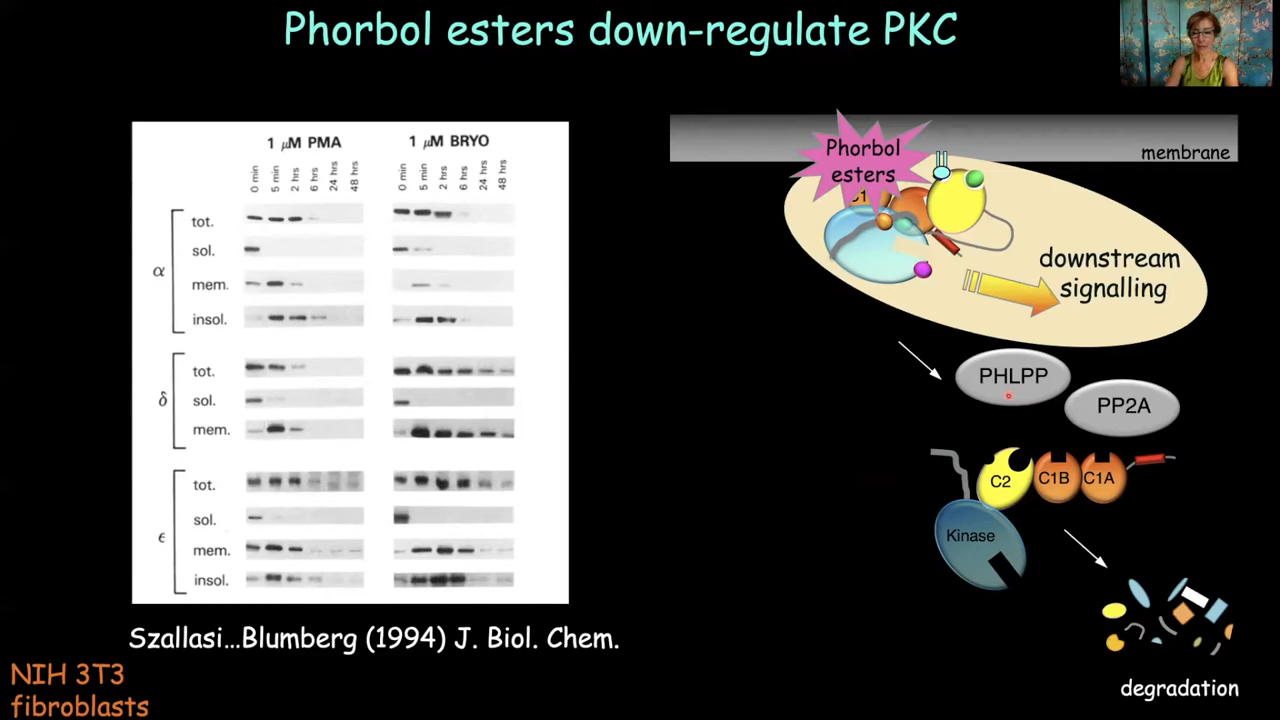 Phorbol esters down-regulate PKC
1 μM PMA
1 μM BRYO
0 min
5 min
2 hrs
6 hrs
24 hrs
48 hrs
0 min
5 min
2 hrs
6 hrs
24 hrs
48 hrs
α
tot.
sol.
mem.
insol.
δ
tot.
sol.
mem.
ϵ
tot.
sol.
mem.
insol.
Szallasi…Blumberg (1994) J. Biol. Chem.
NIH 3T3
fibroblasts
membrane
Phorbol
esters
downstream
signalling
PHLPP
PP2A
C2
C1B
C1A
Kinase
degradation